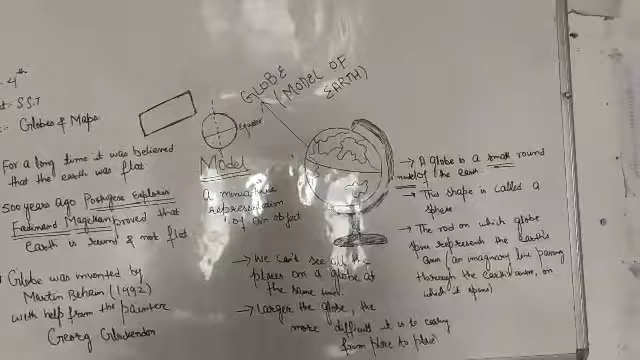 4th
S.S.T
Globes & Maps
For a long time it was believed
that the earth was flat
500 years ago Portugese Explorer
Ferdinand Magellan proved that
Earth is round & not flat
Globe was invented by
Martin Behaim (1492)
with help from the painter
Georg
GLOBE
(MODEL OF
EARTH)
Equator
Model
A miniature
representation
of an object
→ We can't see all the
places on a globe at
the same time.
→ Larger the globe, the
more difficult it is to carry
from place to place
→ A globe is a small round
model of the earth.
→ This shape is called a
sphere
→ The rod on which globe
spins represents the earth's
axis (an imaginary line passing
through the earth's centre, on
which it spins)